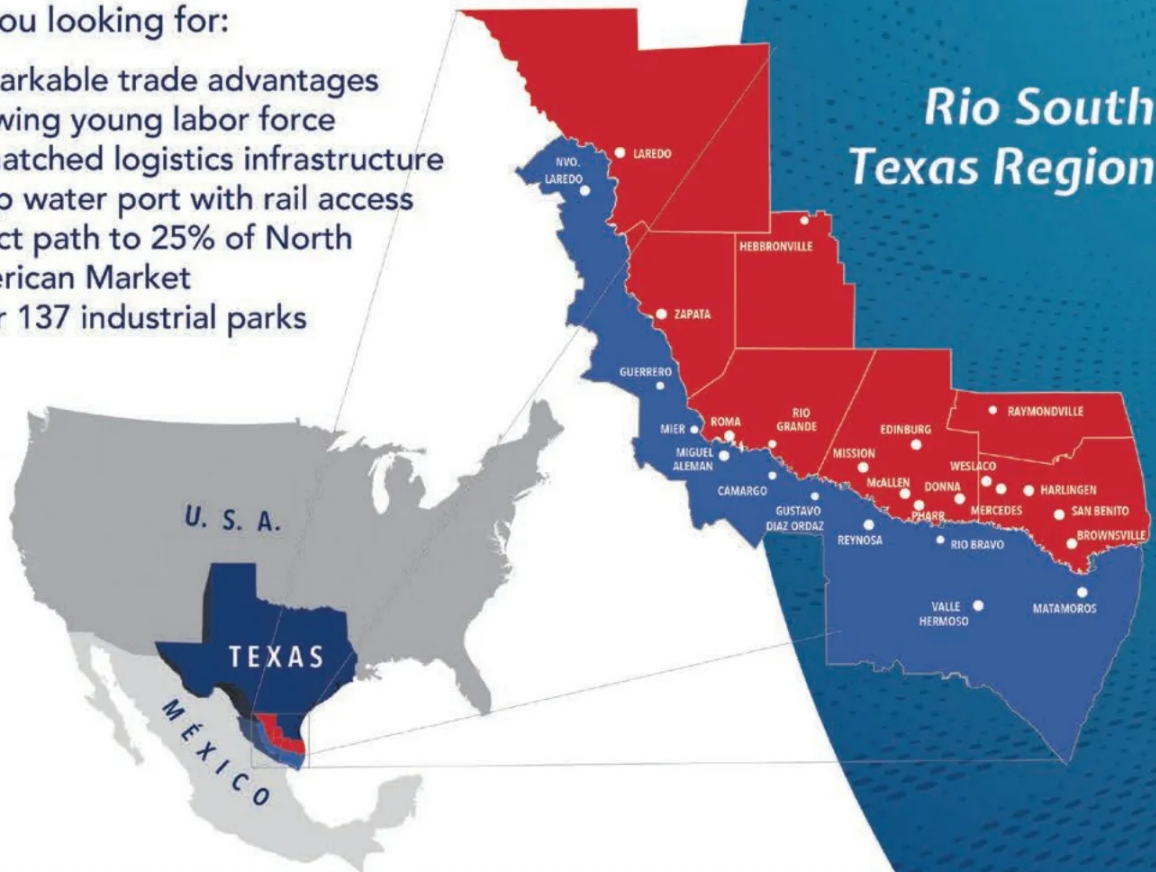 ou looking for:
arkable trade advantages
wing young labor force
matched logistics infrastructure
p water port with rail access
ct path to 25% of North
erican Market
r 137 industrial parks
Rio South
Texas Region
NVO.
LAREDO
LAREDO
HEBBRONVILLE
ZAPATA
GUERRERO
MIER
ROMA
RIO
GRANDE
MIGUEL
ALEMAN
CAMARGO
GUSTAVO
DIAZ ORDAZ
MISSION
EDINBURG
RAYMONDVILLE
WESLACO
McALLEN
DONNA
PHARR
MERCEDES
HARLINGEN
SAN BENITO
BROWNSVILLE
REYNOSA
RIO BRAVO
VALLE
HERMOSO
MATAMOROS
U. S. A.
TEXAS
MÉXICO